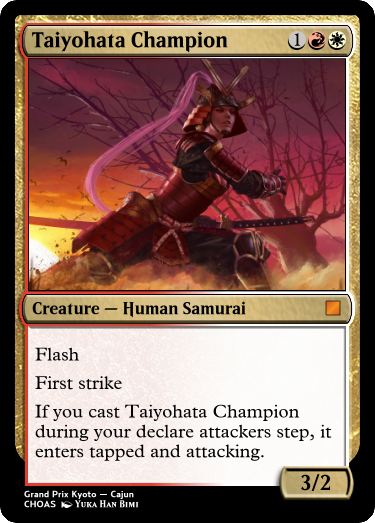 Taiyohata Champion 1
Creature — Human Samurai
Flash
First strike
If you cast Taiyohata Champion
during your declare attackers step, it
enters tapped and attacking.
3/2
Grand Prix Kyoto — Cajun
CHOAS Yuka Han Bimi